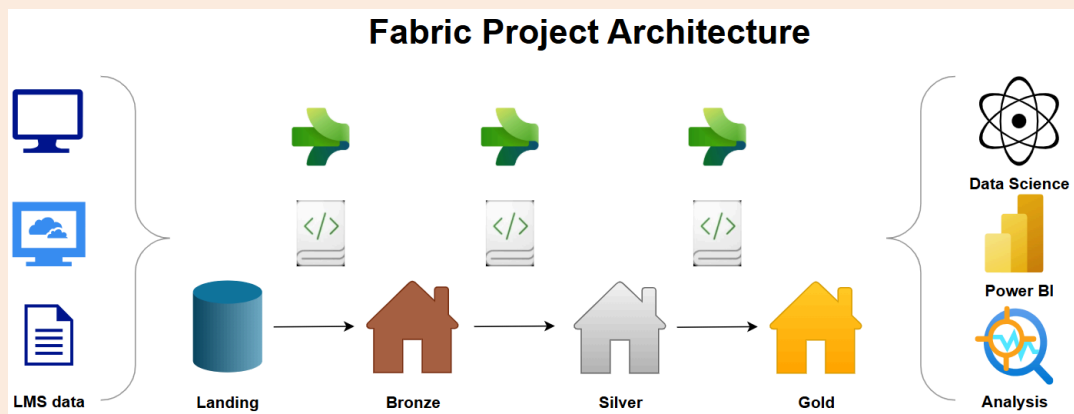 Fabric Project Architecture
</>
</>
</>
Data Science
Power BI
LMS data
Landing
Bronze
Silver
Gold
Analysis